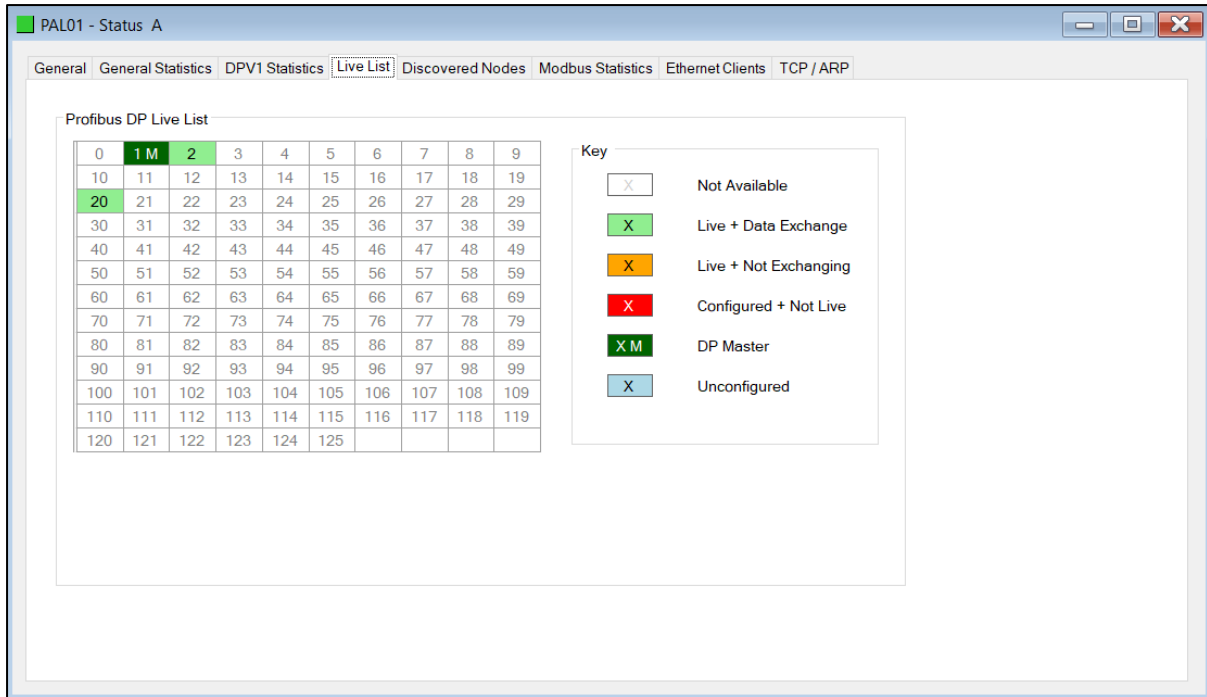 PAL01 - Status A
General General Statistics DPV1 Statistics Live List Discovered Nodes Modbus Statistics Ethernet Clients TCP / ARP
Profibus DP Live List
0 1 M 2 3 4 5 6 7 8 9
10 11 12 13 14 15 16 17 18 19
20 21 22 23 24 25 26 27 28 29
30 31 32 33 34 35 36 37 38 39
40 41 42 43 44 45 46 47 48 49
50 51 52 53 54 55 56 57 58 59
60 61 62 63 64 65 66 67 68 69
70 71 72 73 74 75 76 77 78 79
80 81 82 83 84 85 86 87 88 89
90 91 92 93 94 95 96 97 98 99
100 101 102 103 104 105 106 107 108 109
110 111 112 113 114 115 116 117 118 119
120 121 122 123 124 125
Key
X Not Available
X Live + Data Exchange
X Live + Not Exchanging
X Configured + Not Live
X M DP Master
X Unconfigured